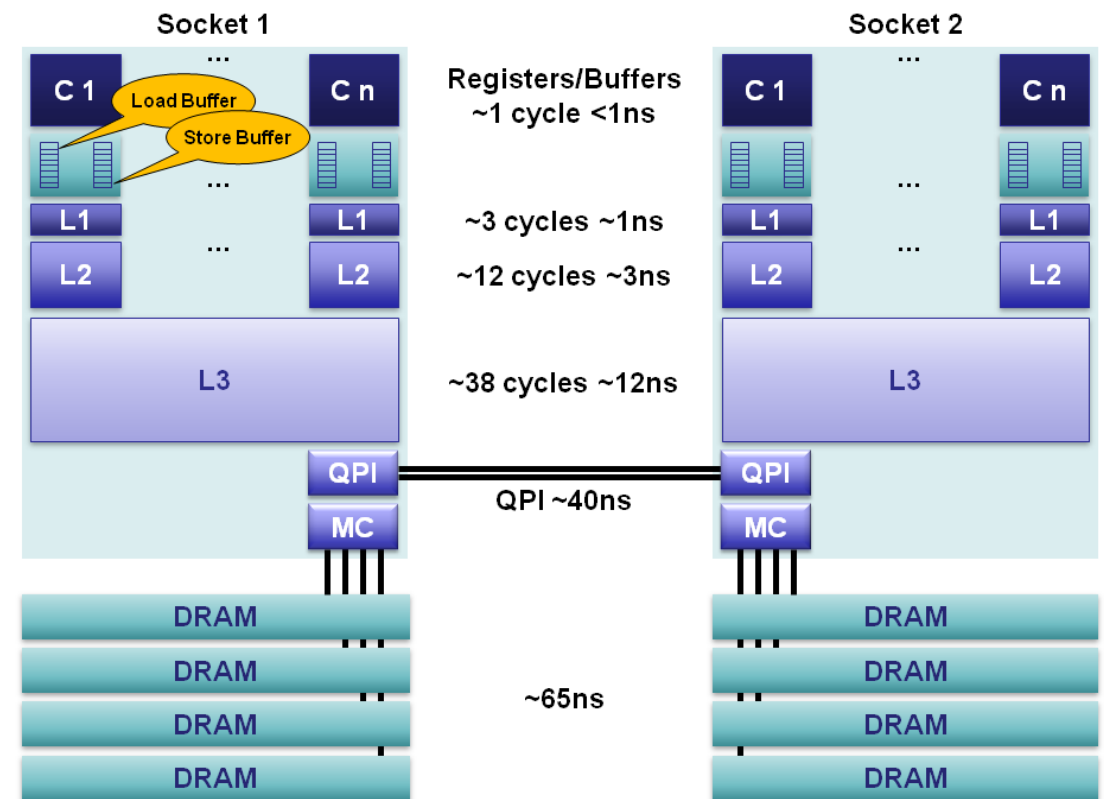 Socket 1
Socket 2
... ...
C 1 C n Registers/Buffers C 1 C n
Load Buffer
~1 cycle <1ns
Store Buffer
... ...
L1 L1 ~3 cycles ~1ns L1 L1
... ...
L2 L2 ~12 cycles ~3ns L2 L2
L3 ~38 cycles ~12ns L3
QPI QPI
QPI ~40ns
MC MC
DRAM DRAM
DRAM DRAM
~65ns
DRAM DRAM
DRAM DRAM